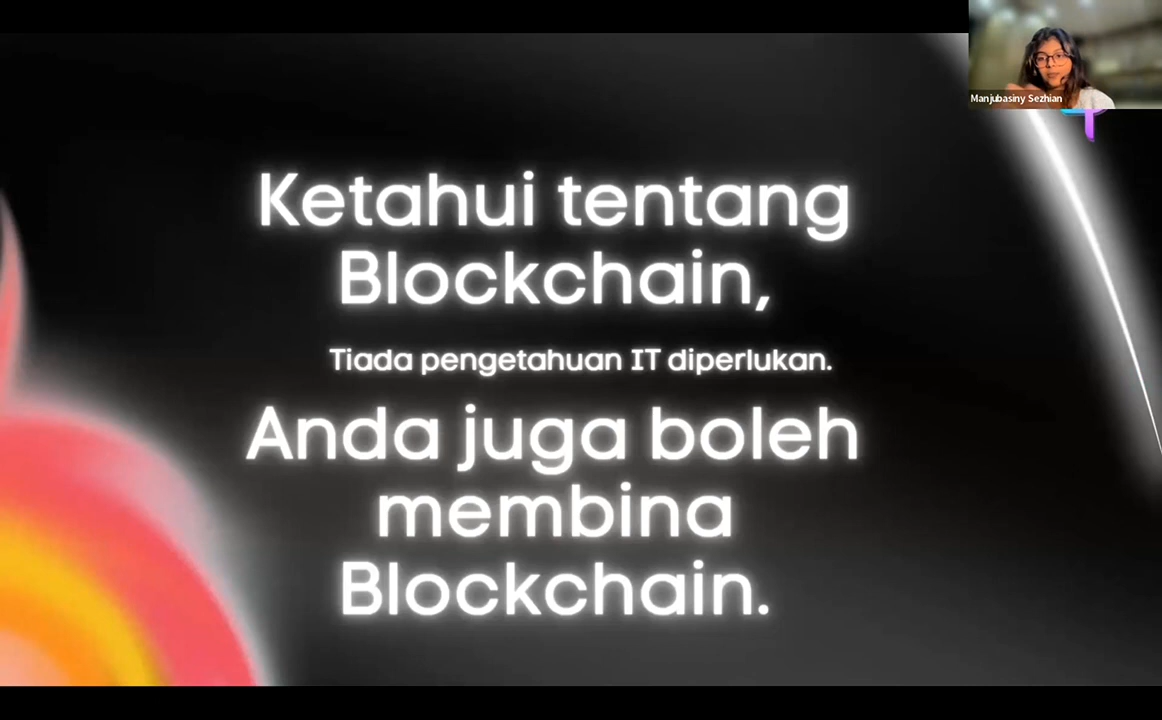 Manjubasiny Sezhian
Ketahui tentang
Blockchain,
Tiada pengetahuan IT diperlukan.
Anda juga boleh
membina
Blockchain.